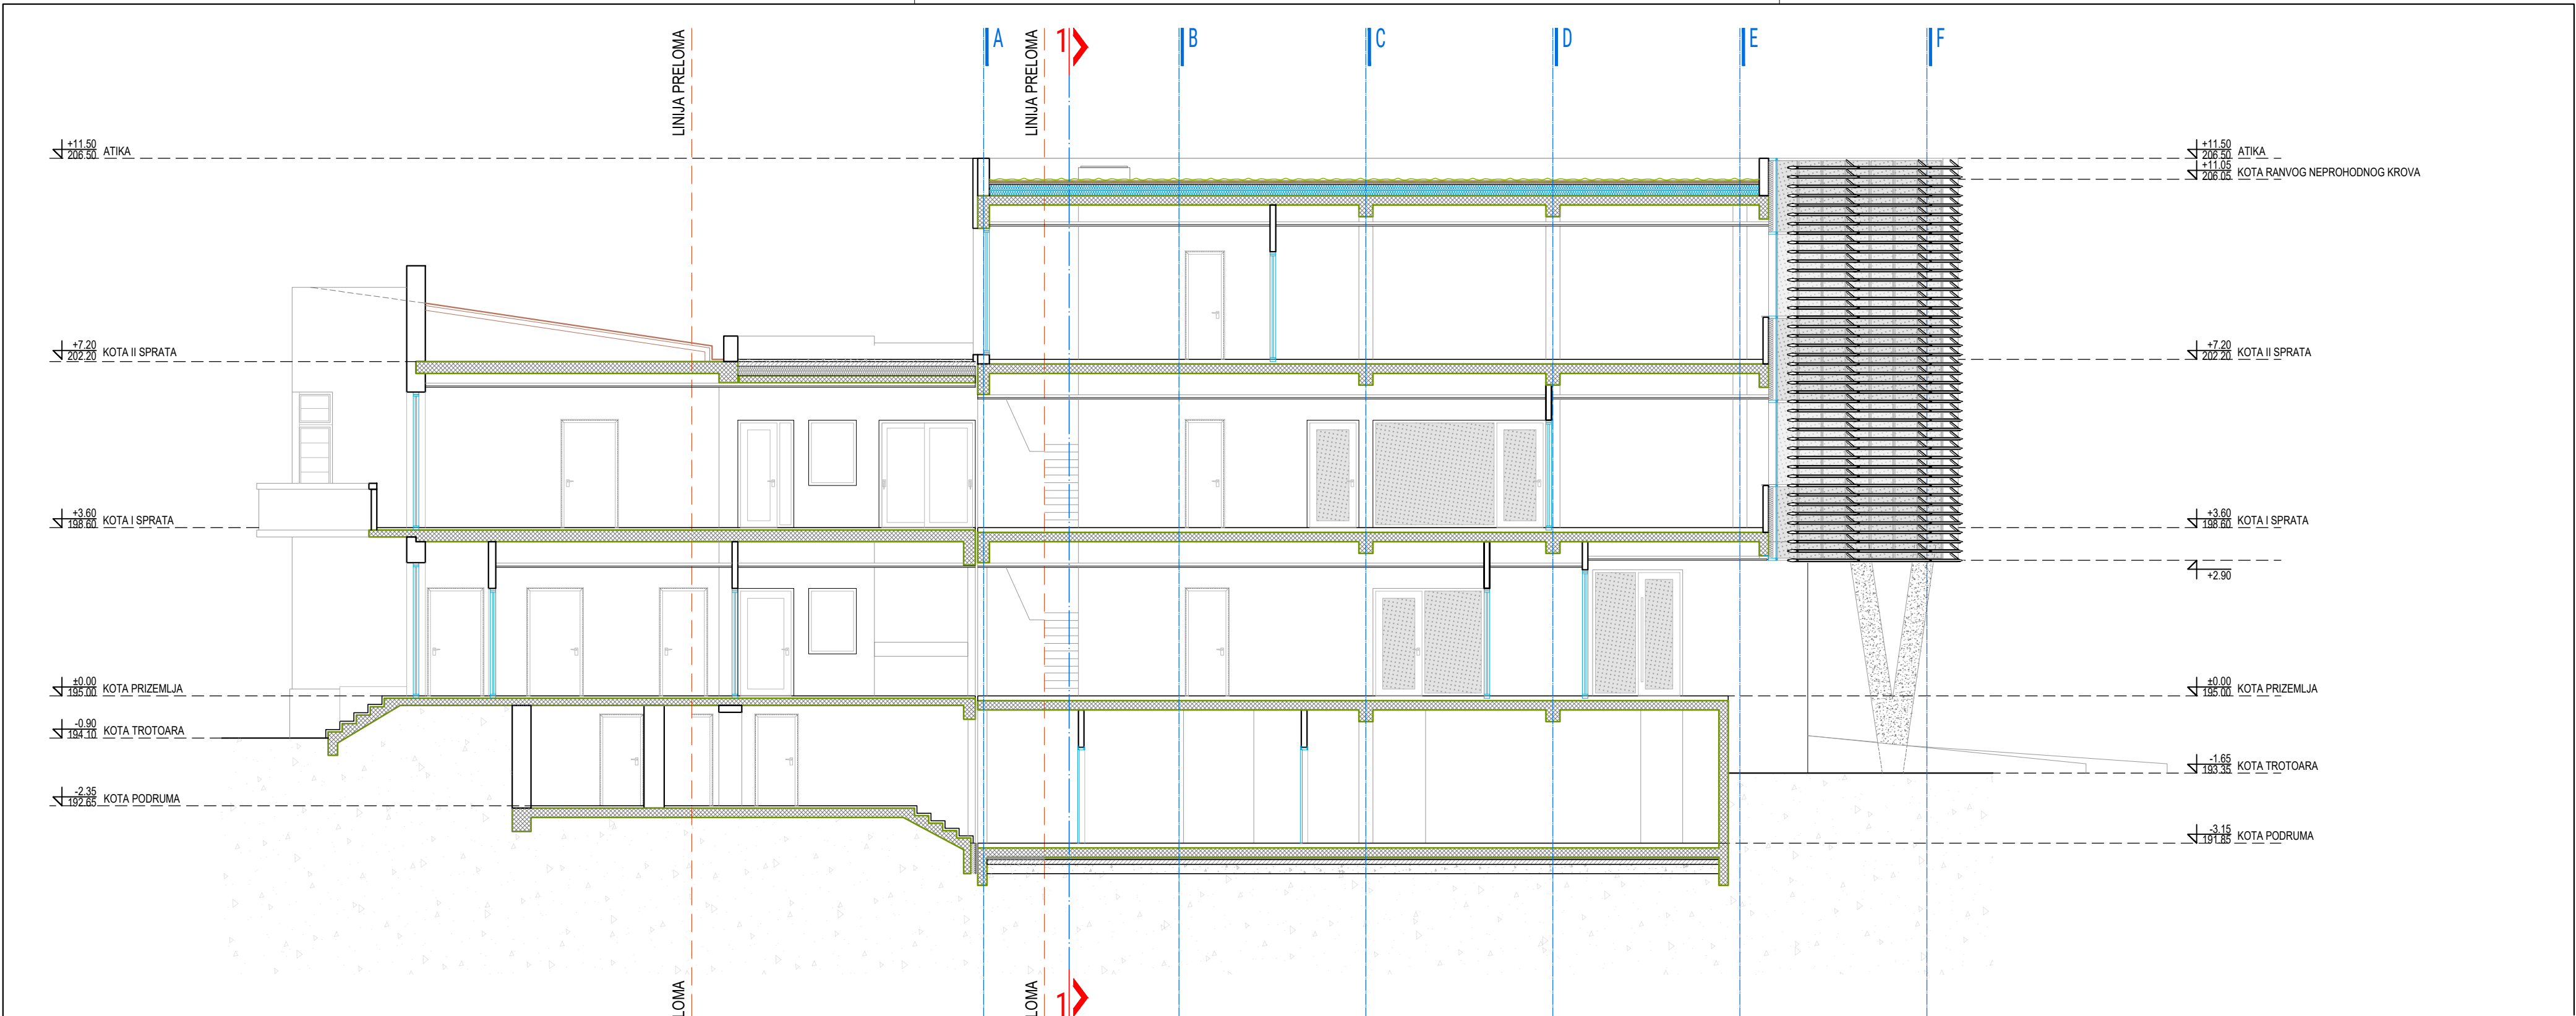 LINIJA PRELOMA
A
LINIJA PRELOMA
1
B
C
D
E
F
+11.50
206.50 ATIKA
+7.20
202.20 KOTA II SPRATA
+3.60
198.60 KOTA I SPRATA
±0.00
195.00 KOTA PRIZEMLJA
-0.90
194.10 KOTA TROTOARA
-2.35
192.65 KOTA PODRUMA
+11.50
206.50 ATIKA
+11.05
206.05 KOTA RANVOG NEPROHODNOG KROVA
+7.20
202.20 KOTA II SPRATA
+3.60
198.60 KOTA I SPRATA
+2.90
±0.00
195.00 KOTA PRIZEMLJA
-1.65
193.35 KOTA TROTOARA
-3.15
191.85 KOTA PODRUMA
LOMA
LOMA
1